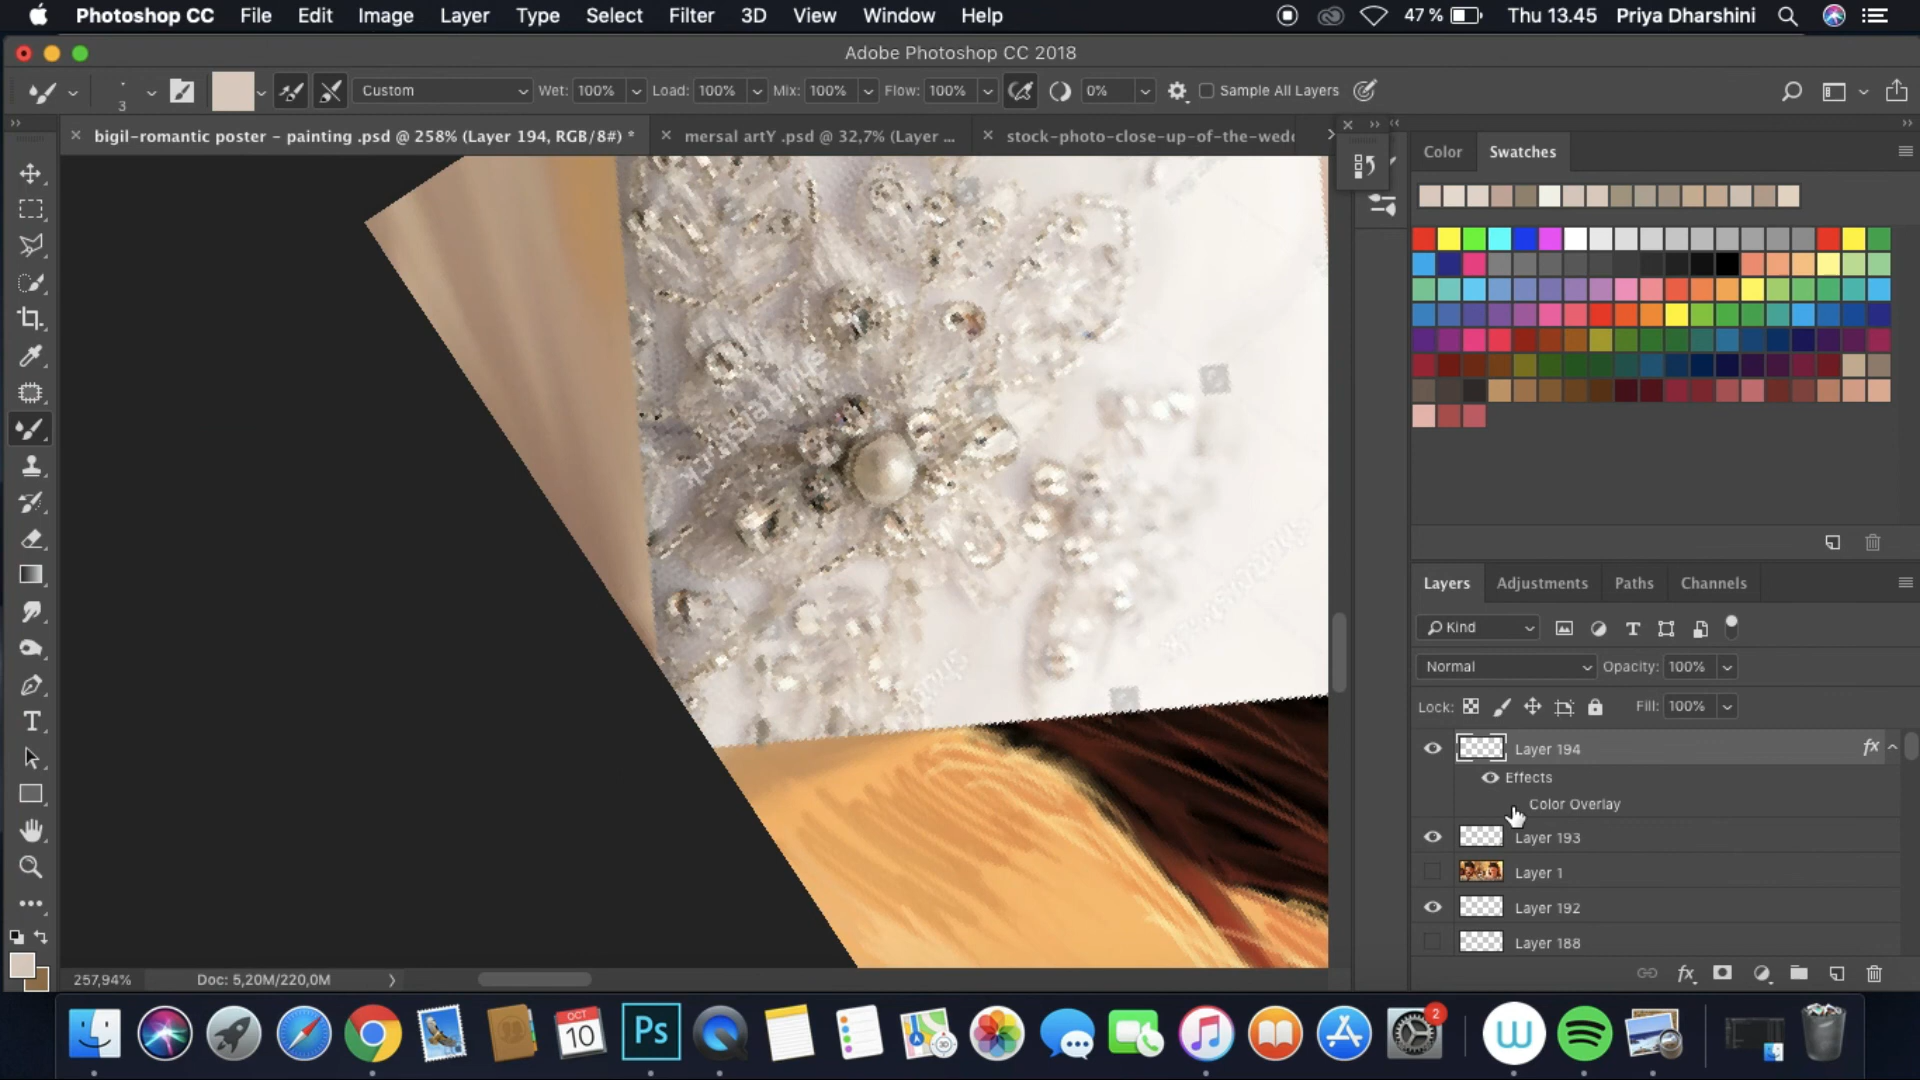 Photoshop CC File Edit Image Layer Type Select Filter 3D View Window Help 47 % Thu 13.45 Priya Dharshini
Adobe Photoshop CC 2018
3 Custom Wet: 100% Load: 100% Mix: 100% Flow: 100% 0% Sample All Layers
bigil-romantic poster - painting .psd @ 258% (Layer 194, RGB/8#) *
mersal artY .psd @ 32,7% (Layer ...
stock-photo-close-up-of-the-wed
Color Swatches
Layers Adjustments Paths Channels
Kind
Normal Opacity: 100%
Lock: Fill: 100%
Layer 194 fx
Effects
Color Overlay
Layer 193
Layer 1
Layer 192
Layer 188
257,94% Doc: 5,20M/220,0M
fx
OCT
10
Ps
3D
2